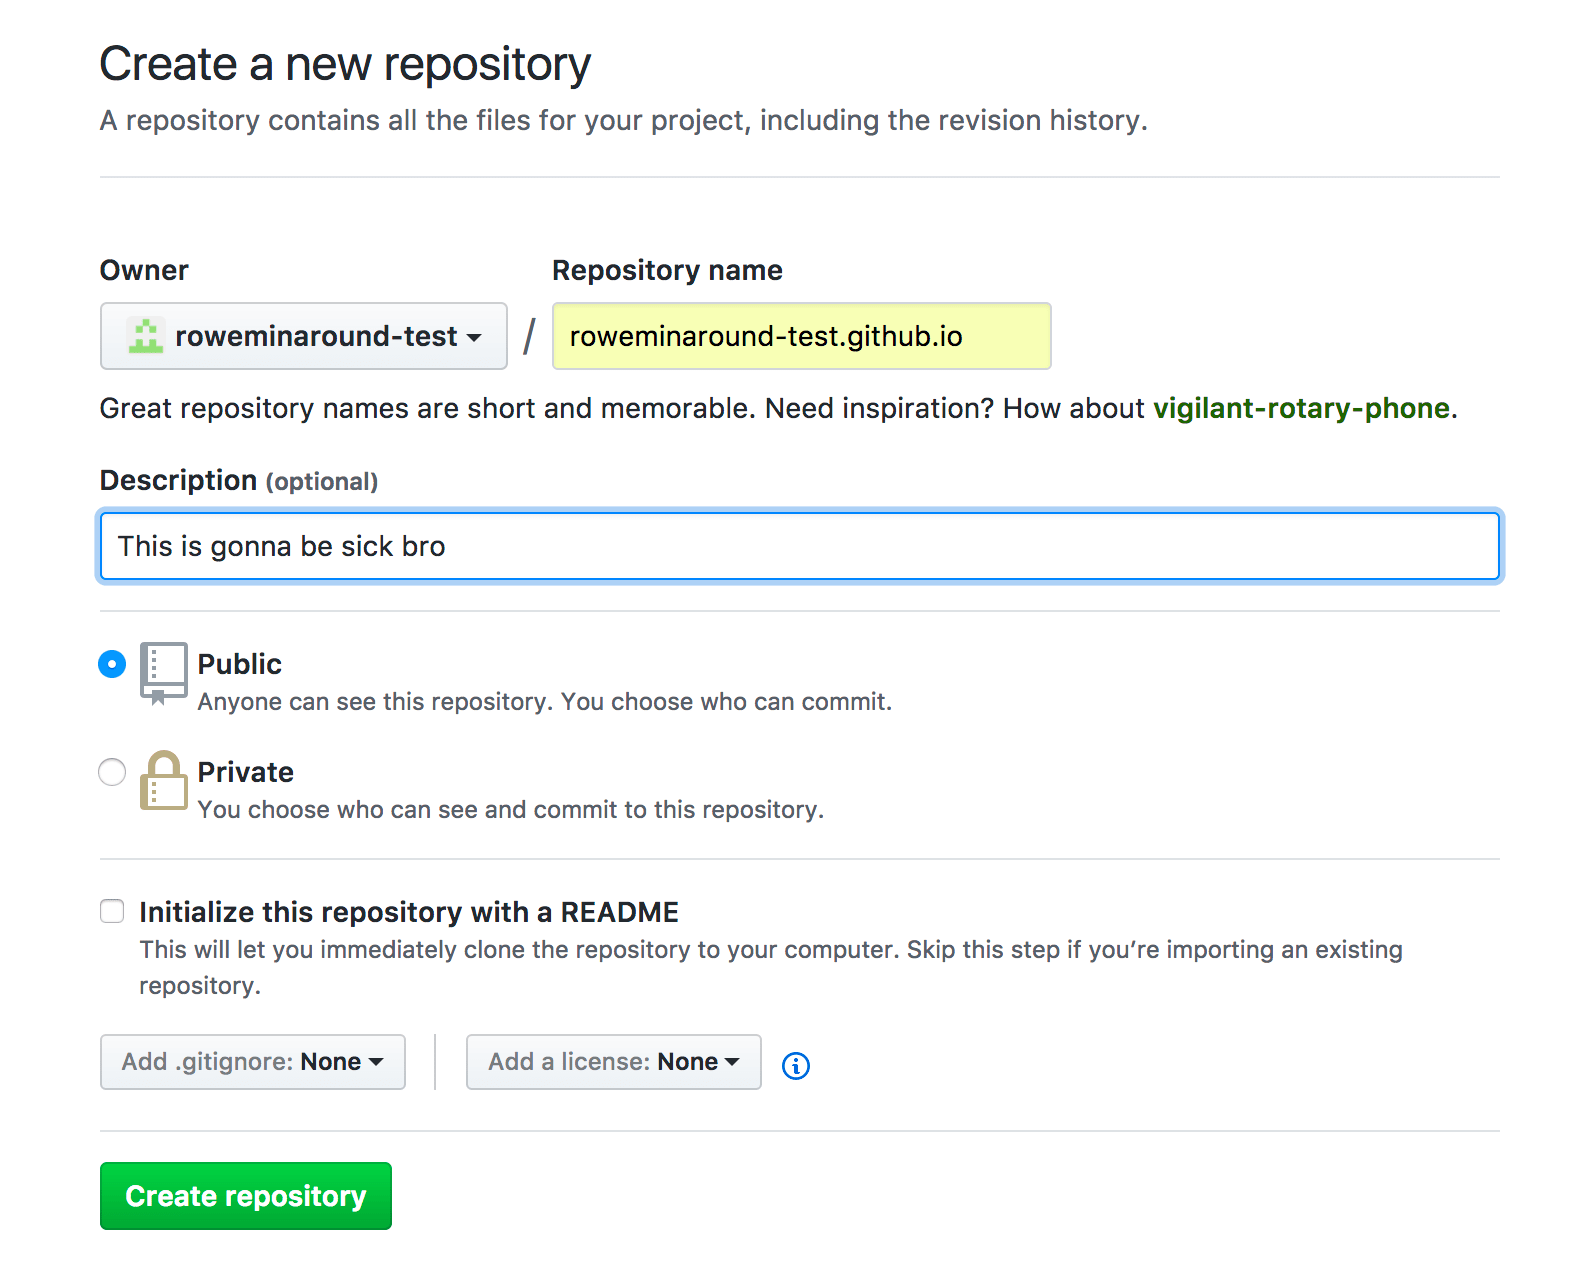 Create a new repository
A repository contains all the files for your project, including the revision history.
Owner
Repository name
roweminaround-test / roweminaround-test.github.io
Great repository names are short and memorable. Need inspiration? How about vigilant-rotary-phone.
Description (optional)
This is gonna be sick bro
Public
Anyone can see this repository. You choose who can commit.
Private
You choose who can see and commit to this repository.
Initialize this repository with a README
This will let you immediately clone the repository to your computer. Skip this step if you’re importing an existing
repository.
Add .gitignore: None
Add a license: None
Create repository